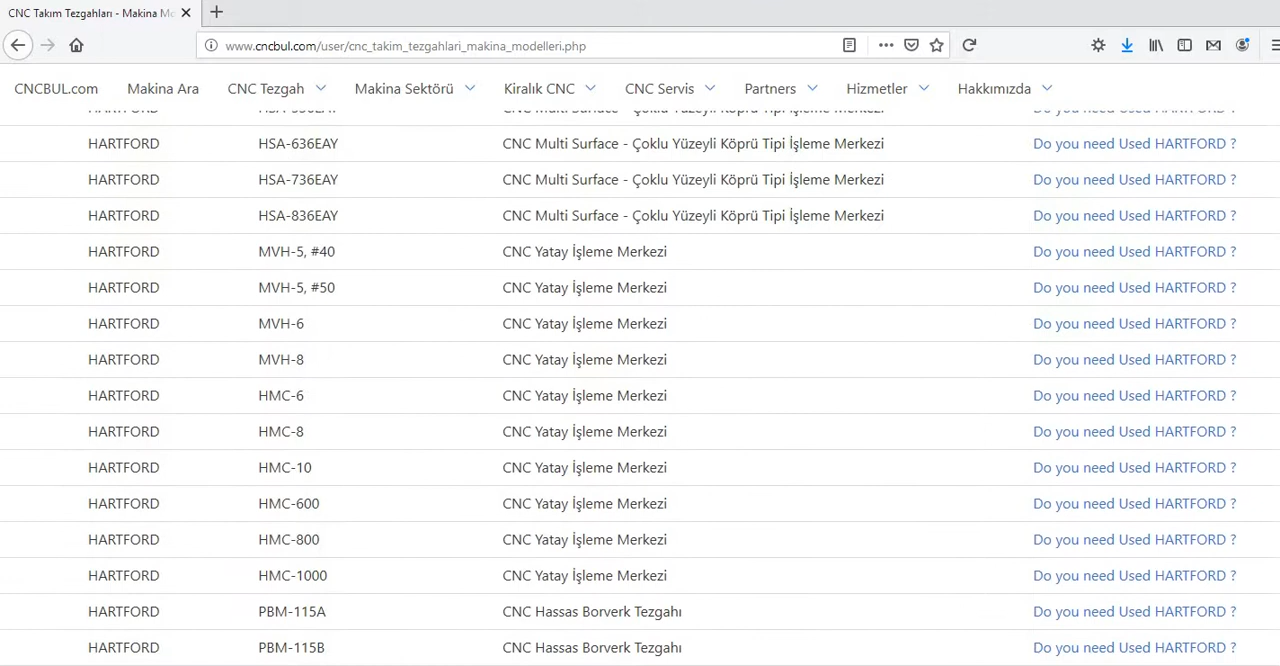 CNC Takım Tezgahları - Makina Mo
www.cncbul.com/user/cnc_takim_tezgahlari_makina_modelleri.php
CNCBUL.com Makina Ara CNC Tezgah Makina Sektörü Kiralık CNC CNC Servis Partners Hizmetler Hakkımızda
HARTFORD HSA-636EAY CNC Multi Surface - Çoklu Yüzeyli Köprü Tipi İşleme Merkezi Do you need Used HARTFORD ?
HARTFORD HSA-736EAY CNC Multi Surface - Çoklu Yüzeyli Köprü Tipi İşleme Merkezi Do you need Used HARTFORD ?
HARTFORD HSA-836EAY CNC Multi Surface - Çoklu Yüzeyli Köprü Tipi İşleme Merkezi Do you need Used HARTFORD ?
HARTFORD MVH-5, #40 CNC Yatay İşleme Merkezi Do you need Used HARTFORD ?
HARTFORD MVH-5, #50 CNC Yatay İşleme Merkezi Do you need Used HARTFORD ?
HARTFORD MVH-6 CNC Yatay İşleme Merkezi Do you need Used HARTFORD ?
HARTFORD MVH-8 CNC Yatay İşleme Merkezi Do you need Used HARTFORD ?
HARTFORD HMC-6 CNC Yatay İşleme Merkezi Do you need Used HARTFORD ?
HARTFORD HMC-8 CNC Yatay İşleme Merkezi Do you need Used HARTFORD ?
HARTFORD HMC-10 CNC Yatay İşleme Merkezi Do you need Used HARTFORD ?
HARTFORD HMC-600 CNC Yatay İşleme Merkezi Do you need Used HARTFORD ?
HARTFORD HMC-800 CNC Yatay İşleme Merkezi Do you need Used HARTFORD ?
HARTFORD HMC-1000 CNC Yatay İşleme Merkezi Do you need Used HARTFORD ?
HARTFORD PBM-115A CNC Hassas Borverk Tezgahı Do you need Used HARTFORD ?
HARTFORD PBM-115B CNC Hassas Borverk Tezgahı Do you need Used HARTFORD ?